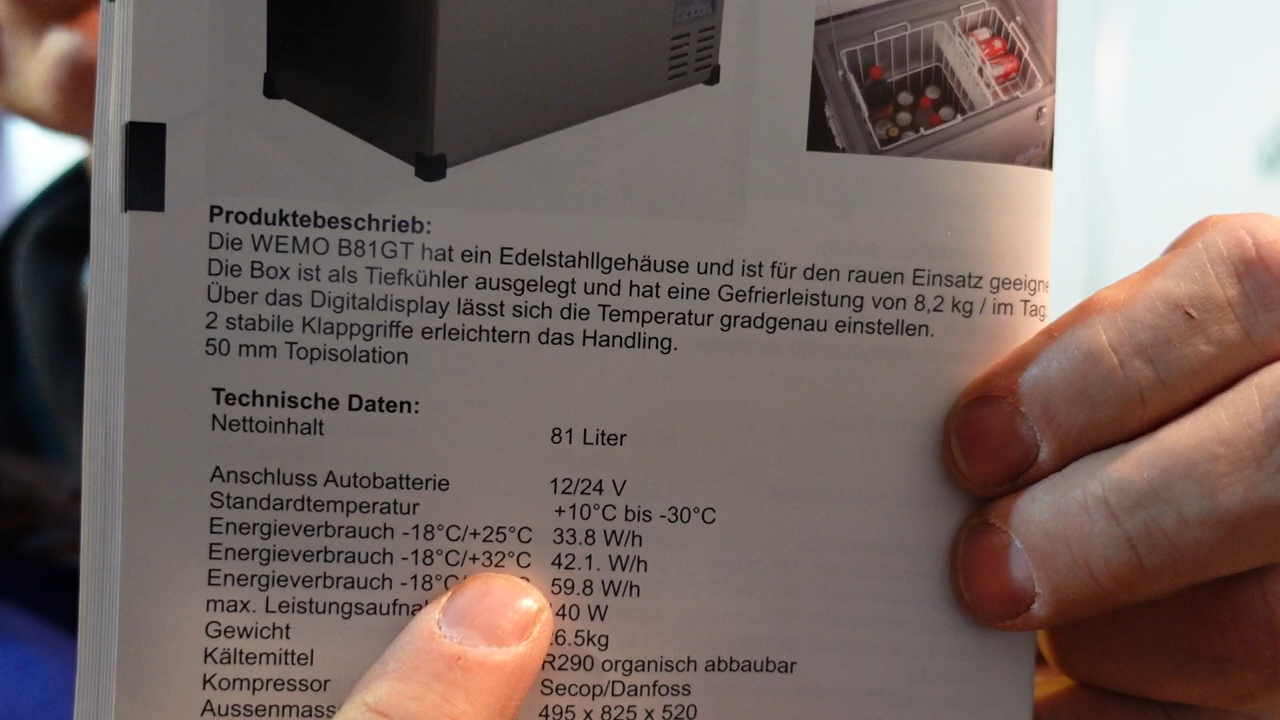 Produktebeschrieb:
Die WEMO B81GT hat ein Edelstahllgehäuse und ist für den rauen Einsatz
Die Box ist als Tiefkühler ausgelegt und hat eine Gefrierleistung von 8,2 kg / im Tag
Über das Digitaldisplay lässt sich die Temperatur gradgenau einstellen.
2 stabile Klappgriffe erleichtern das Handling.
50 mm Topisolation
Technische Daten:
Nettoinhalt 81 Liter
Anschluss Autobatterie 12/24 V
Standardtemperatur +10°C bis -30°C
Energieverbrauch -18°C/+25°C 33.8 W/h
Energieverbrauch -18°C/+32°C 42.1. W/h
Energieverbrauch -18°C/ 59.8 W/h
max. W
Gewicht
Kältemittel R290 organisch abbaubar
Kompressor Secop/Danfoss
Aussenmass 495 x 825 x 520